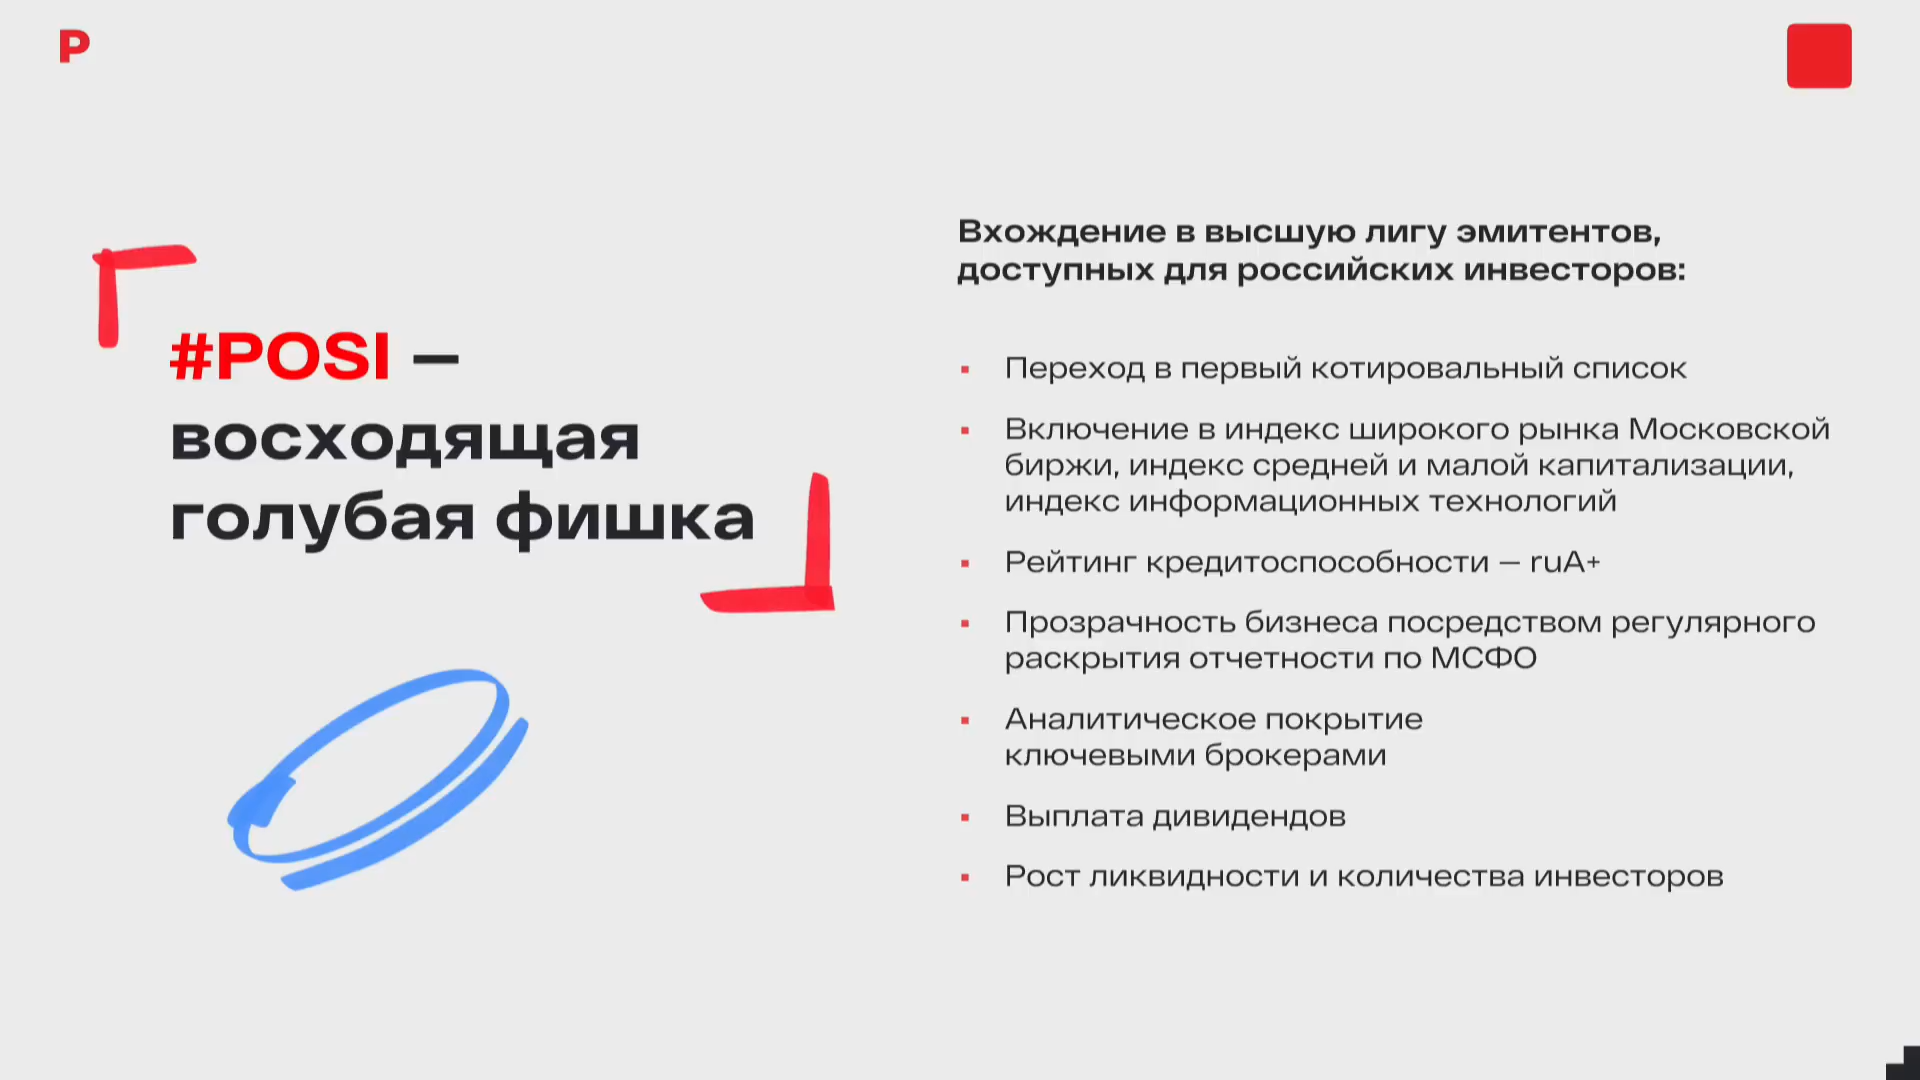 P
#POSI —
восходящая
голубая фишка
Вхождение в высшую лигу эмитентов,
доступных для российских инвесторов:
Переход в первый котировальный список
Включение в индекс широкого рынка Московской
биржи, индекс средней и малой капитализации,
индекс информационных технологий
Рейтинг кредитоспособности — ruA+
Прозрачность бизнеса посредством регулярного
раскрытия отчетности по МСФО
Аналитическое покрытие
ключевыми брокерами
Выплата дивидендов
Рост ликвидности и количества инвесторов